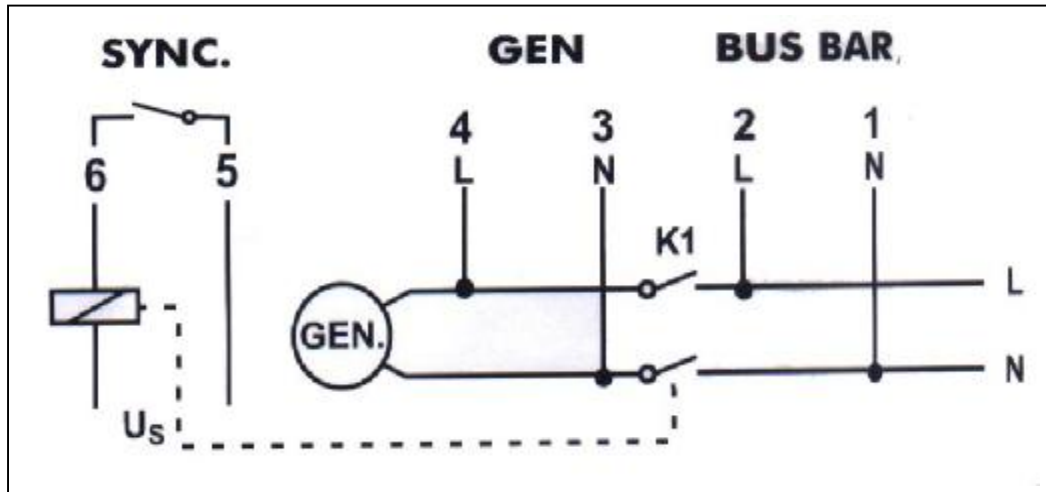 SYNC. GEN BUS BAR,
4 3 2 1
6 5 L N L N
K1
L
GEN.
N
Us